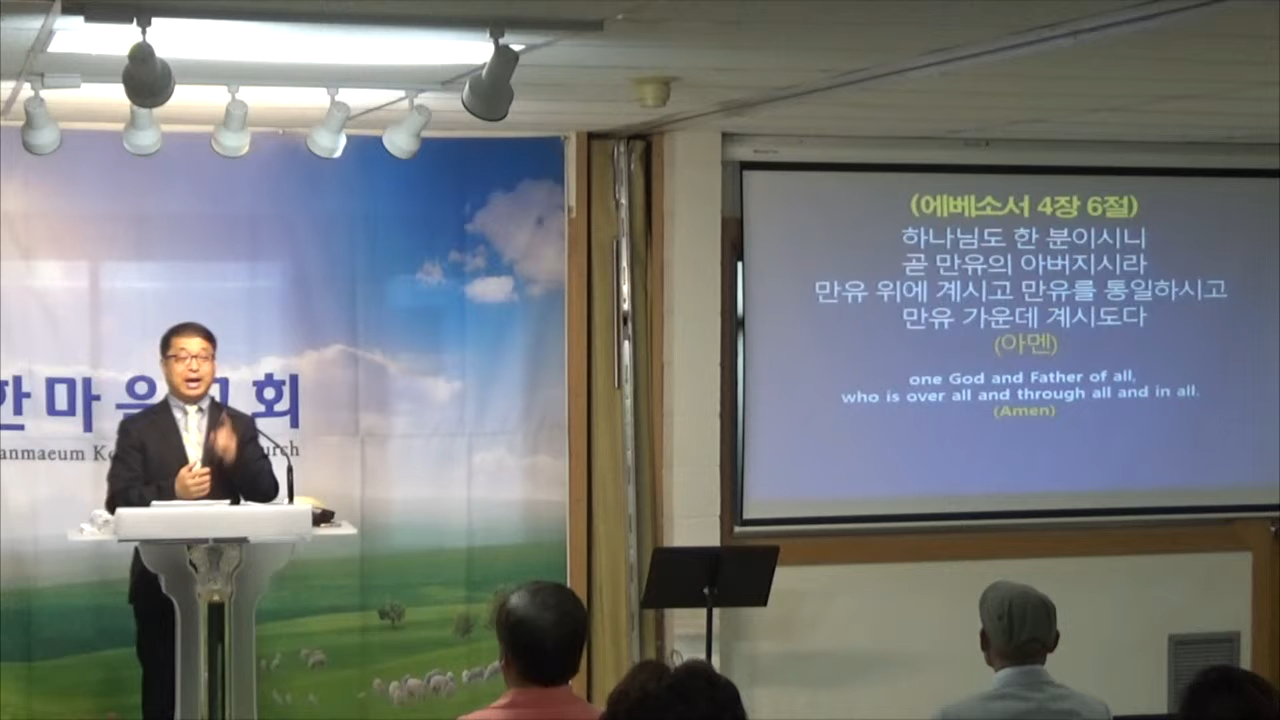 한마음교회
anmaeum
(에베소서 4장 6절)
하나님도 한 분이시니
곧 만유의 아버지시라
만유 위에 계시고 만유를 통일하시고
만유 가운데 계시도다
(아멘)
one God and Father of all,
who is over all and through all and in all.
(Amen)